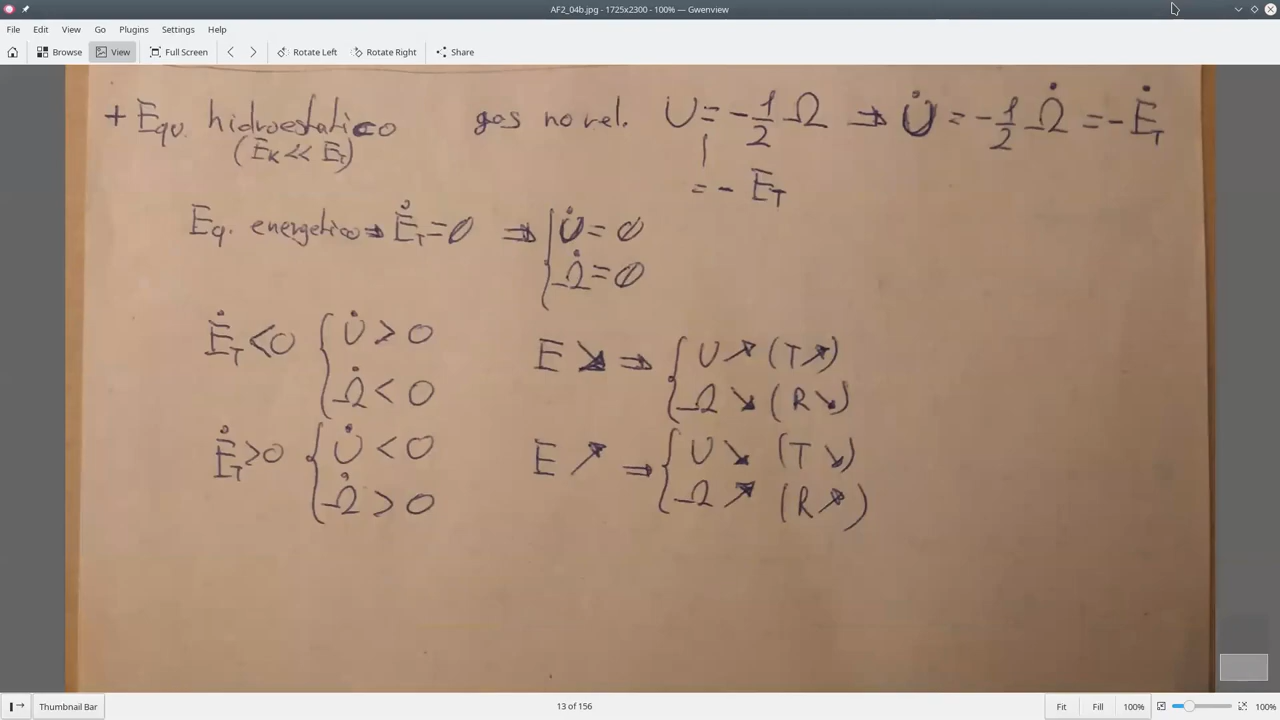 AF2_04b.jpg - 1725x2300 - 100% — Gwenview
File Edit View Go Plugins Settings Help
Browse View Full Screen Rotate Left Rotate Right Share
+ Equ. hidroestatico gas no rel. U = -1/2 Ω ⇒ U̇ = -1/2 Ω̇ = - Ė_T
(E_K << E_T) = - E_T
Eq. energetico ⇒ Ė_T = 0 ⇒ { U̇ = 0
Ω̇ = 0
Ė_T < 0 { U̇ > 0 E ↘ ⇒ { U ↗ (T ↗)
Ω̇ < 0 Ω ↘ (R ↘)
Ė_T > 0 { U̇ < 0 E ↗ ⇒ { U ↘ (T ↘)
Ω̇ > 0 Ω ↗ (R ↗)
Thumbnail Bar 13 of 156 Fit Fill 100% 100%